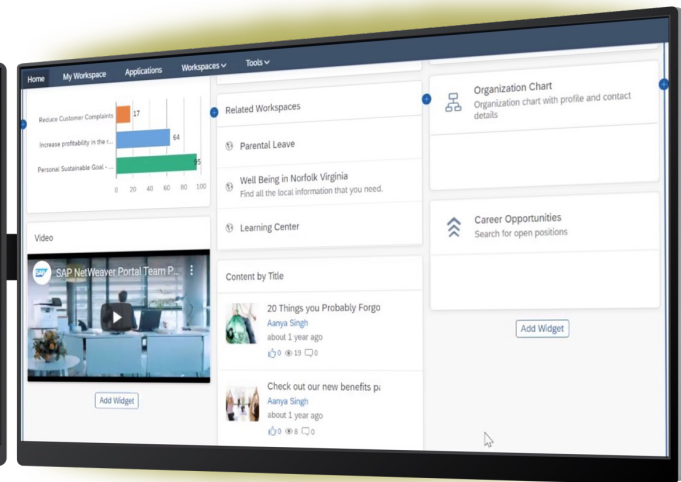 Home
My Workspace
Applications
Workspaces
Tools
Reduce Customer Complaints
17
Increase profitability in the r...
64
Personal Sustainable Goal - ...
95
0 20 40 60 80 100
Video
SAP
SAP NetWeaver Portal Team P...
Add Widget
Related Workspaces
Parental Leave
Well Being in Norfolk Virginia
Find all the local information that you need.
Learning Center
Content by Title
20 Things you Probably Forgo
Aanya Singh
about 1 year ago
0 19 0
Check out our new benefits pa
Aanya Singh
about 1 year ago
0 6 0
Organization Chart
Organization chart with profile and contact
details
Career Opportunities
Search for open positions
Add Widget